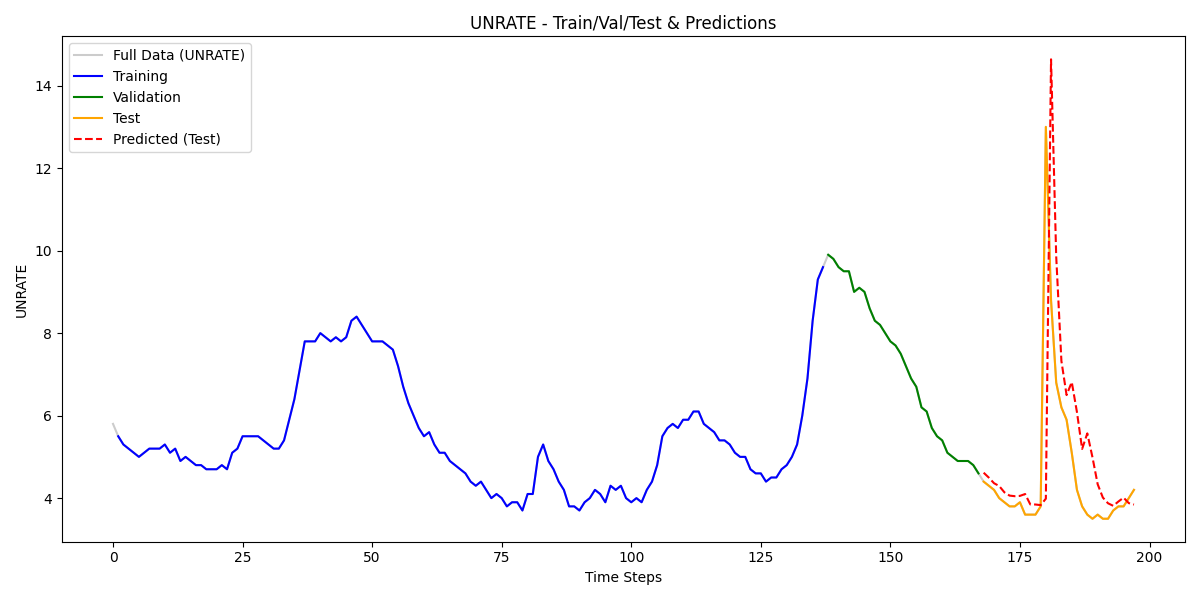 UNRATE - Train/Val/Test & Predictions
Full Data (UNRATE)
Training
Validation
Test
Predicted (Test)
UNRATE
14
12
10
8
6
4
0 25 50 75 100 125 150 175 200
Time Steps